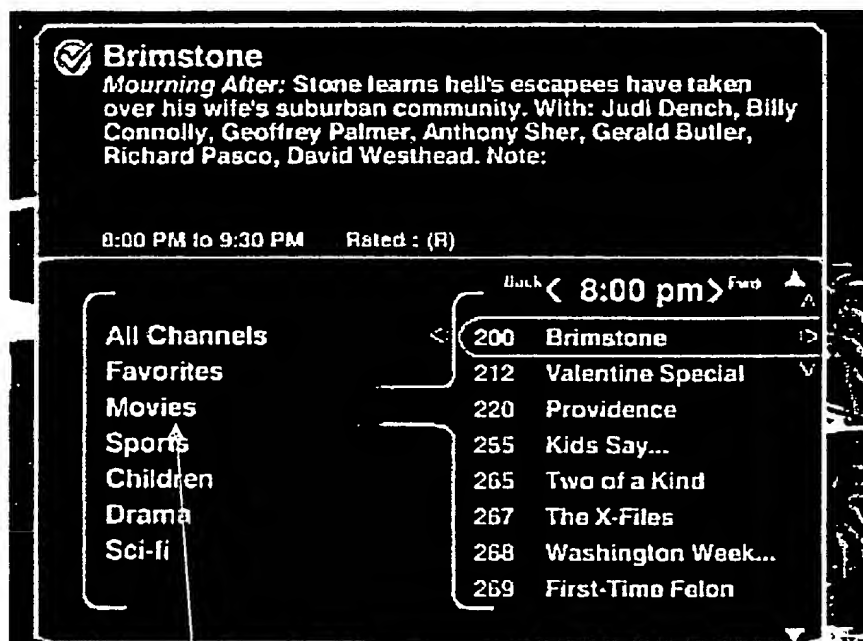 Brimstone
Mourning After: Stone learns hell's escapees have taken
over his wife's suburban community. With: Judi Dench, Billy
Connolly, Geoffrey Palmer, Anthony Sher, Gerald Butler,
Richard Pasco, David Westhead. Note:
8:00 PM to 9:30 PM Rated : (R)
Back < 8:00 pm > Fwd
All Channels < 200 Brimstone >
Favorites 212 Valentine Special
Movies 220 Providence
Sports 255 Kids Say...
Children 265 Two of a Kind
Drama 267 The X-Files
Sci-fi 268 Washington Week...
269 First-Time Felon